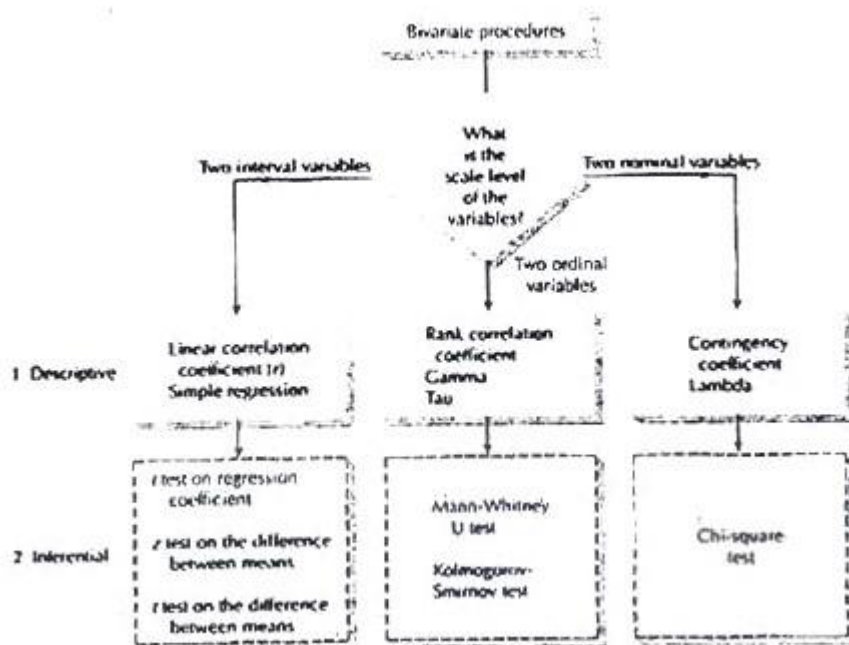 Bivariate procedures
What
is the
scale level
of the
variables?
Two interval variables
Two nominal variables
Two ordinal
variables
1 Descriptive
Linear correlation
coefficient (r)
Simple regression
Rank correlation
coefficient
Gamma
Tau
Contingency
coefficient
Lambda
2 Inferential
t test on regression
coefficient
z test on the difference
between means
t test on the difference
between means
Mann-Whitney
U test
Kolmogorov-
Smirnov test
Chi-square
test